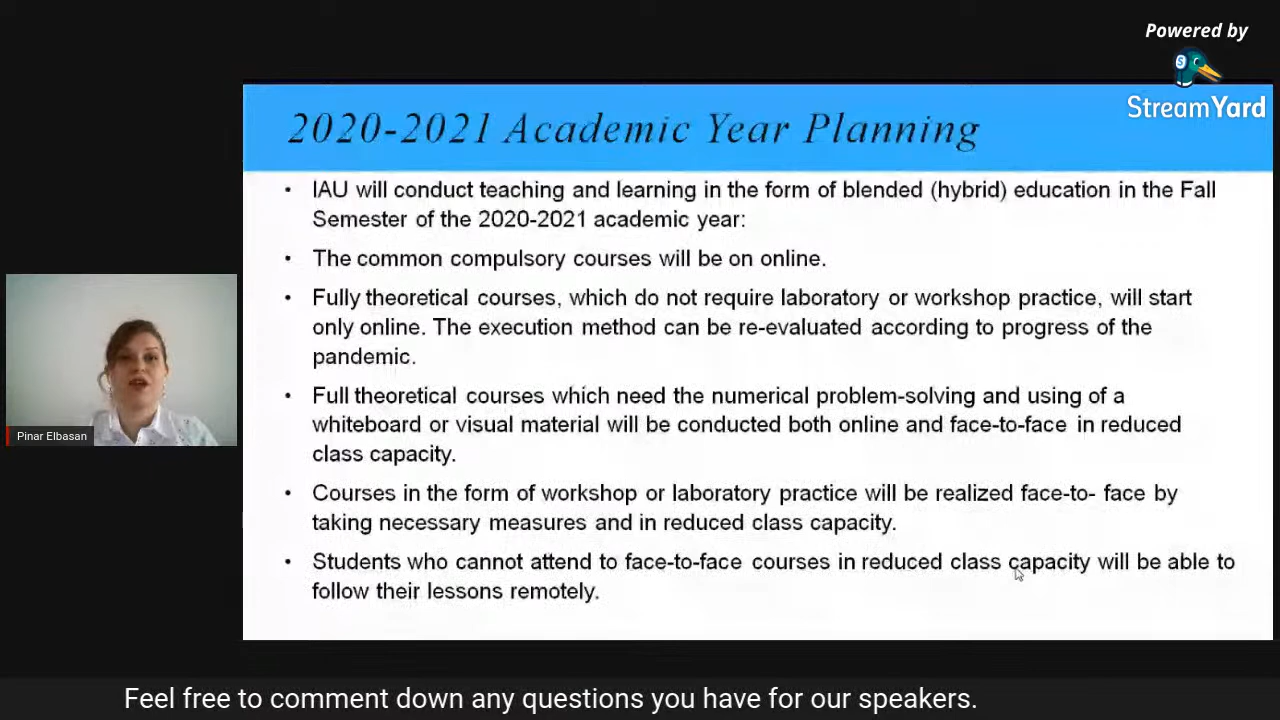 Powered by
StreamYard
2020-2021 Academic Year Planning
• IAU will conduct teaching and learning in the form of blended (hybrid) education in the Fall
Semester of the 2020-2021 academic year:
• The common compulsory courses will be on online.
• Fully theoretical courses, which do not require laboratory or workshop practice, will start
only online. The execution method can be re-evaluated according to progress of the
pandemic.
• Full theoretical courses which need the numerical problem-solving and using of a
whiteboard or visual material will be conducted both online and face-to-face in reduced
class capacity.
• Courses in the form of workshop or laboratory practice will be realized face-to- face by
taking necessary measures and in reduced class capacity.
• Students who cannot attend to face-to-face courses in reduced class capacity will be able to
follow their lessons remotely.
Pinar Elbasan
Feel free to comment down any questions you have for our speakers.